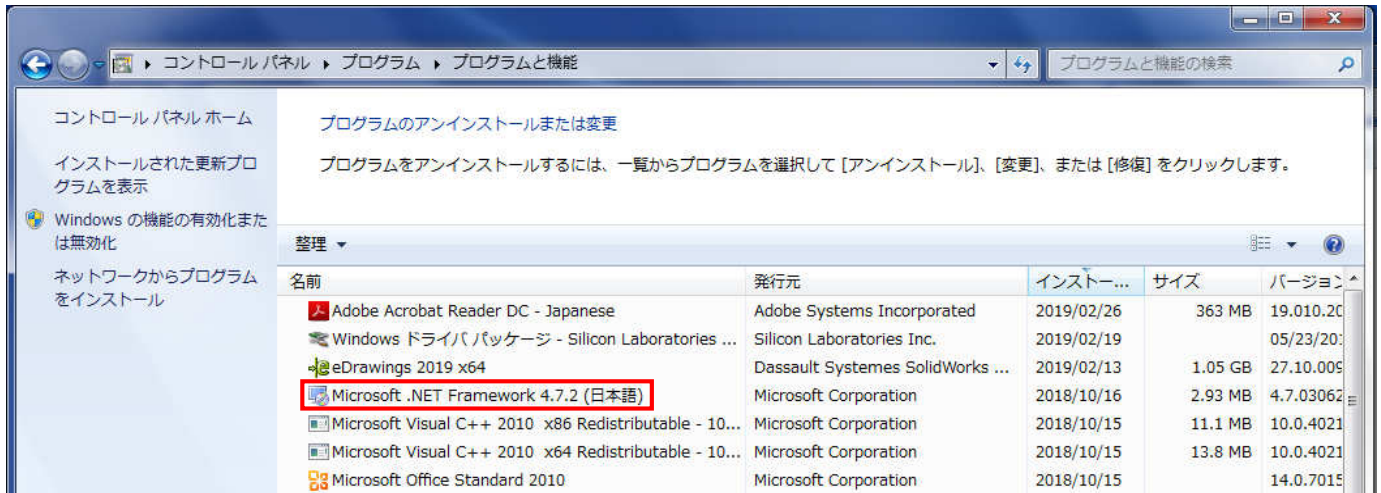 コントロール パネル ▸ プログラム ▸ プログラムと機能
プログラムと機能の検索
コントロール パネル ホーム
インストールされた更新プロ
グラムを表示
Windows の機能の有効化また
は無効化
ネットワークからプログラム
をインストール
プログラムのアンインストールまたは変更
プログラムをアンインストールするには、一覧からプログラムを選択して [アンインストール]、[変更]、または [修復] をクリックします。
整理
名前 発行元 インストー... サイズ バージョン
Adobe Acrobat Reader DC - Japanese Adobe Systems Incorporated 2019/02/26 363 MB 19.010.20
Windows ドライバ パッケージ - Silicon Laboratories ... Silicon Laboratories Inc. 2019/02/19 05/23/20
eDrawings 2019 x64 Dassault Systemes SolidWorks ... 2019/02/13 1.05 GB 27.10.009
Microsoft .NET Framework 4.7.2 (日本語) Microsoft Corporation 2018/10/16 2.93 MB 4.7.03062
Microsoft Visual C++ 2010 x86 Redistributable - 10... Microsoft Corporation 2018/10/15 11.1 MB 10.0.4021
Microsoft Visual C++ 2010 x64 Redistributable - 10... Microsoft Corporation 2018/10/15 13.8 MB 10.0.4021
Microsoft Office Standard 2010 Microsoft Corporation 2018/10/15 14.0.7015